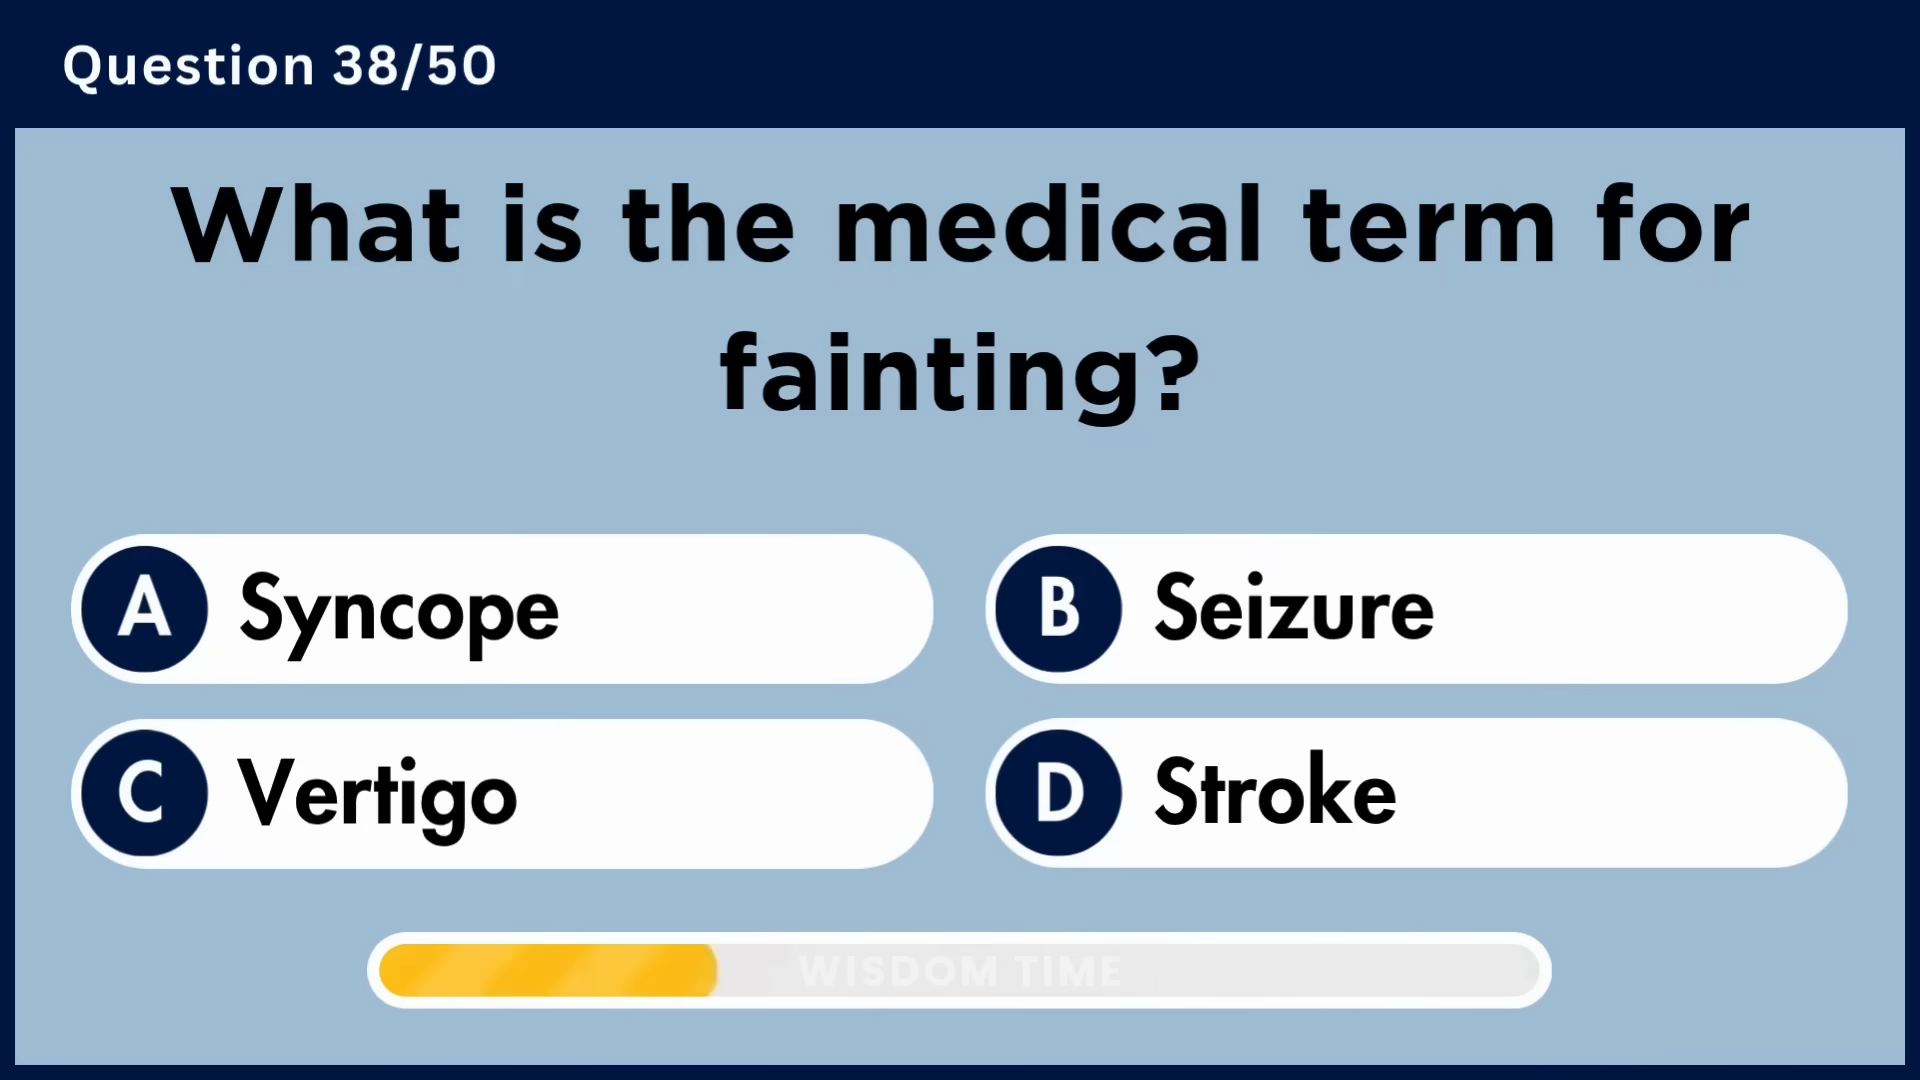 Question 38/50
What is the medical term for
fainting?
A Syncope
B Seizure
C Vertigo
D Stroke
WISDOM TIME